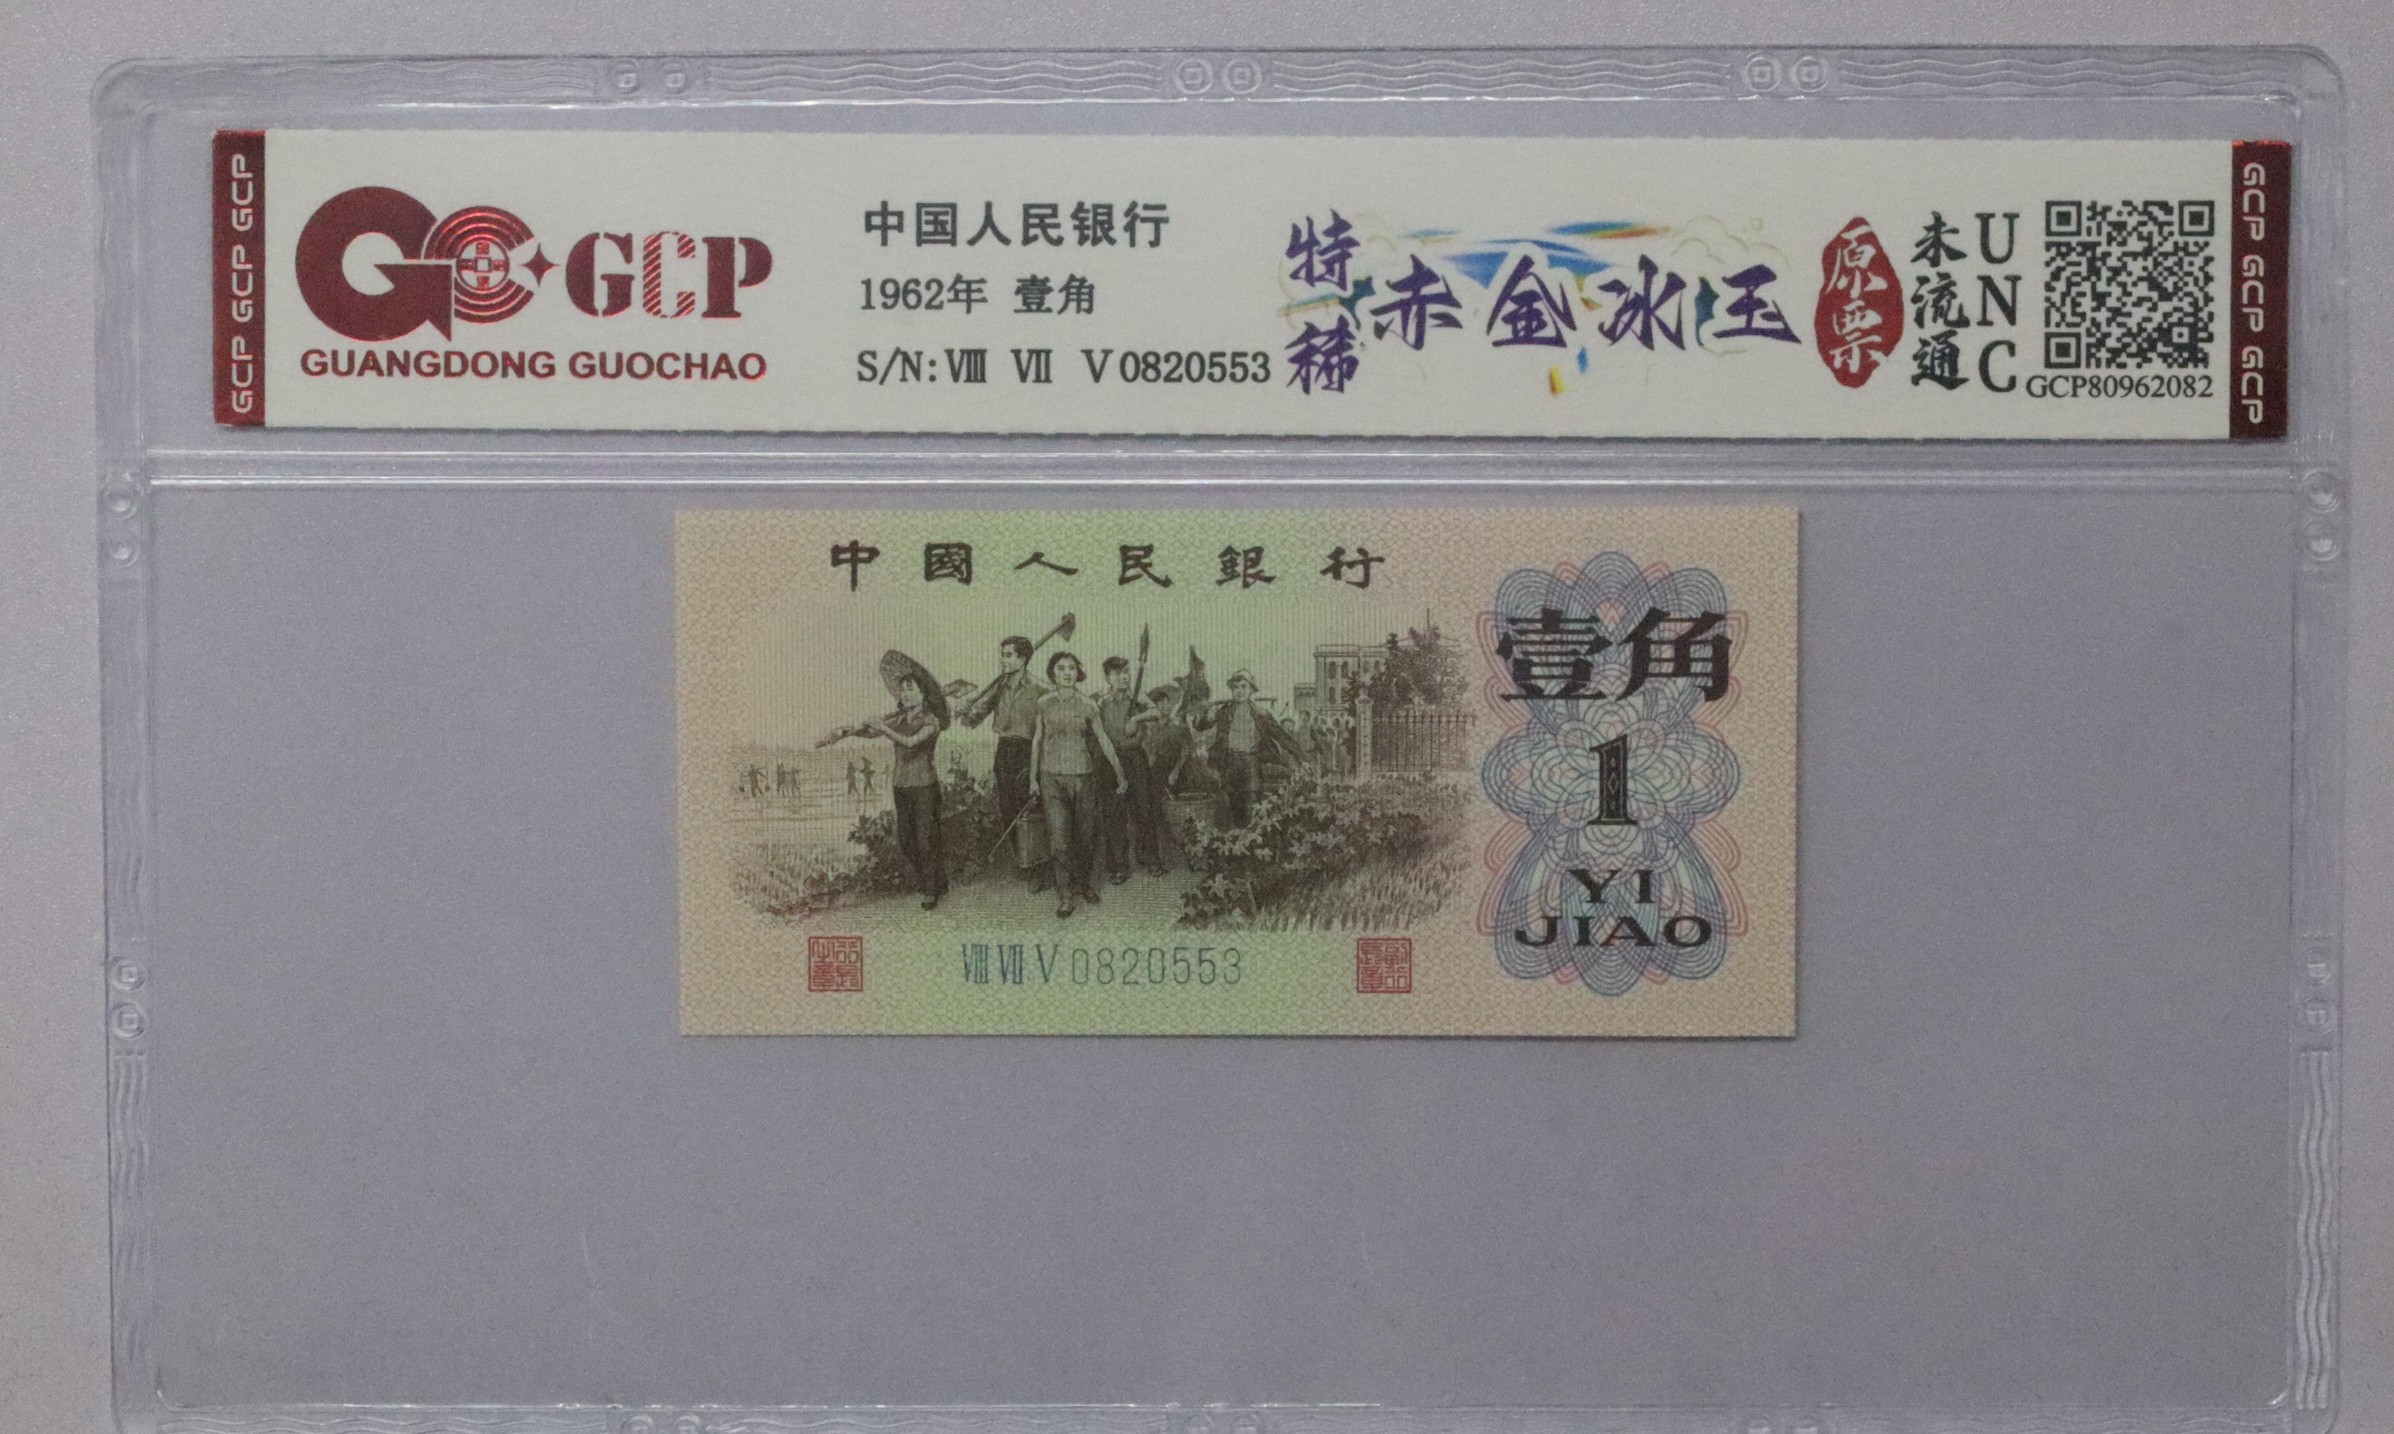 GCP GCP GCP
GCP
GUANGDONG GUOCHAO
中国人民银行
1962年 壹角
S/N: Ⅷ Ⅶ Ⅴ 0820553
特稀
赤金冰玉
原票
未流通
UNC
GCP80962082
GCP GCP GCP
中國人民銀行
壹角
1
YI
JIAO
Ⅷ Ⅶ Ⅴ 0820553